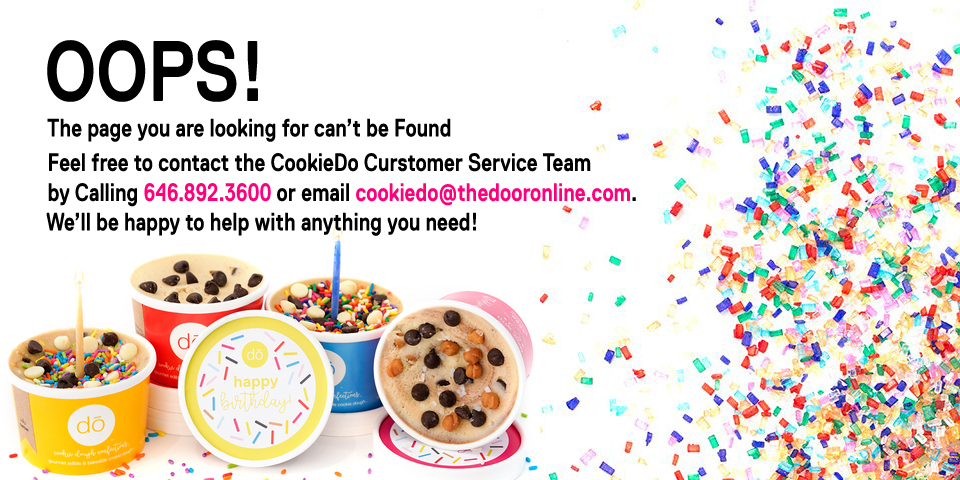 OOPS!
The page you are looking for can't be Found
Feel free to contact the CookieDo Curstomer Service Team
by Calling 646.892.3600 or email cookiedo@thedooronline.com.
We'll be happy to help with anything you need!
dō
dō
happy
birthday!
dō
cookie dough confections